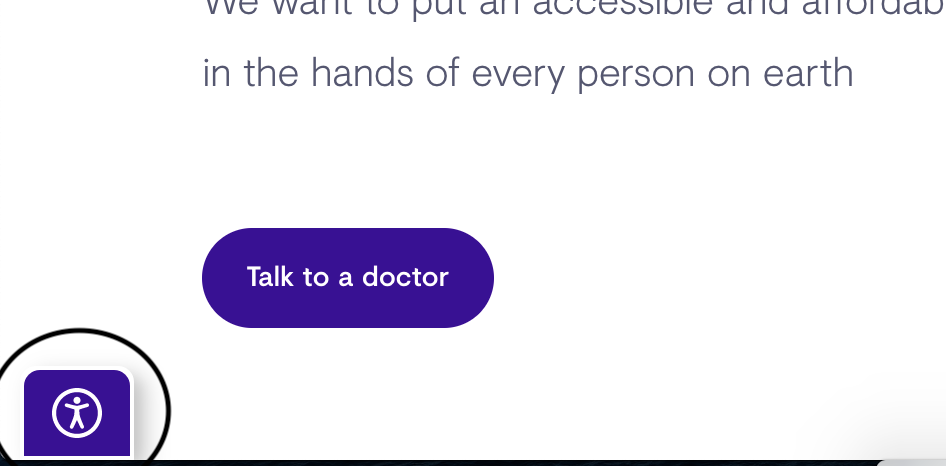 We want to put an accessible and affordab
in the hands of every person on earth
Talk to a doctor